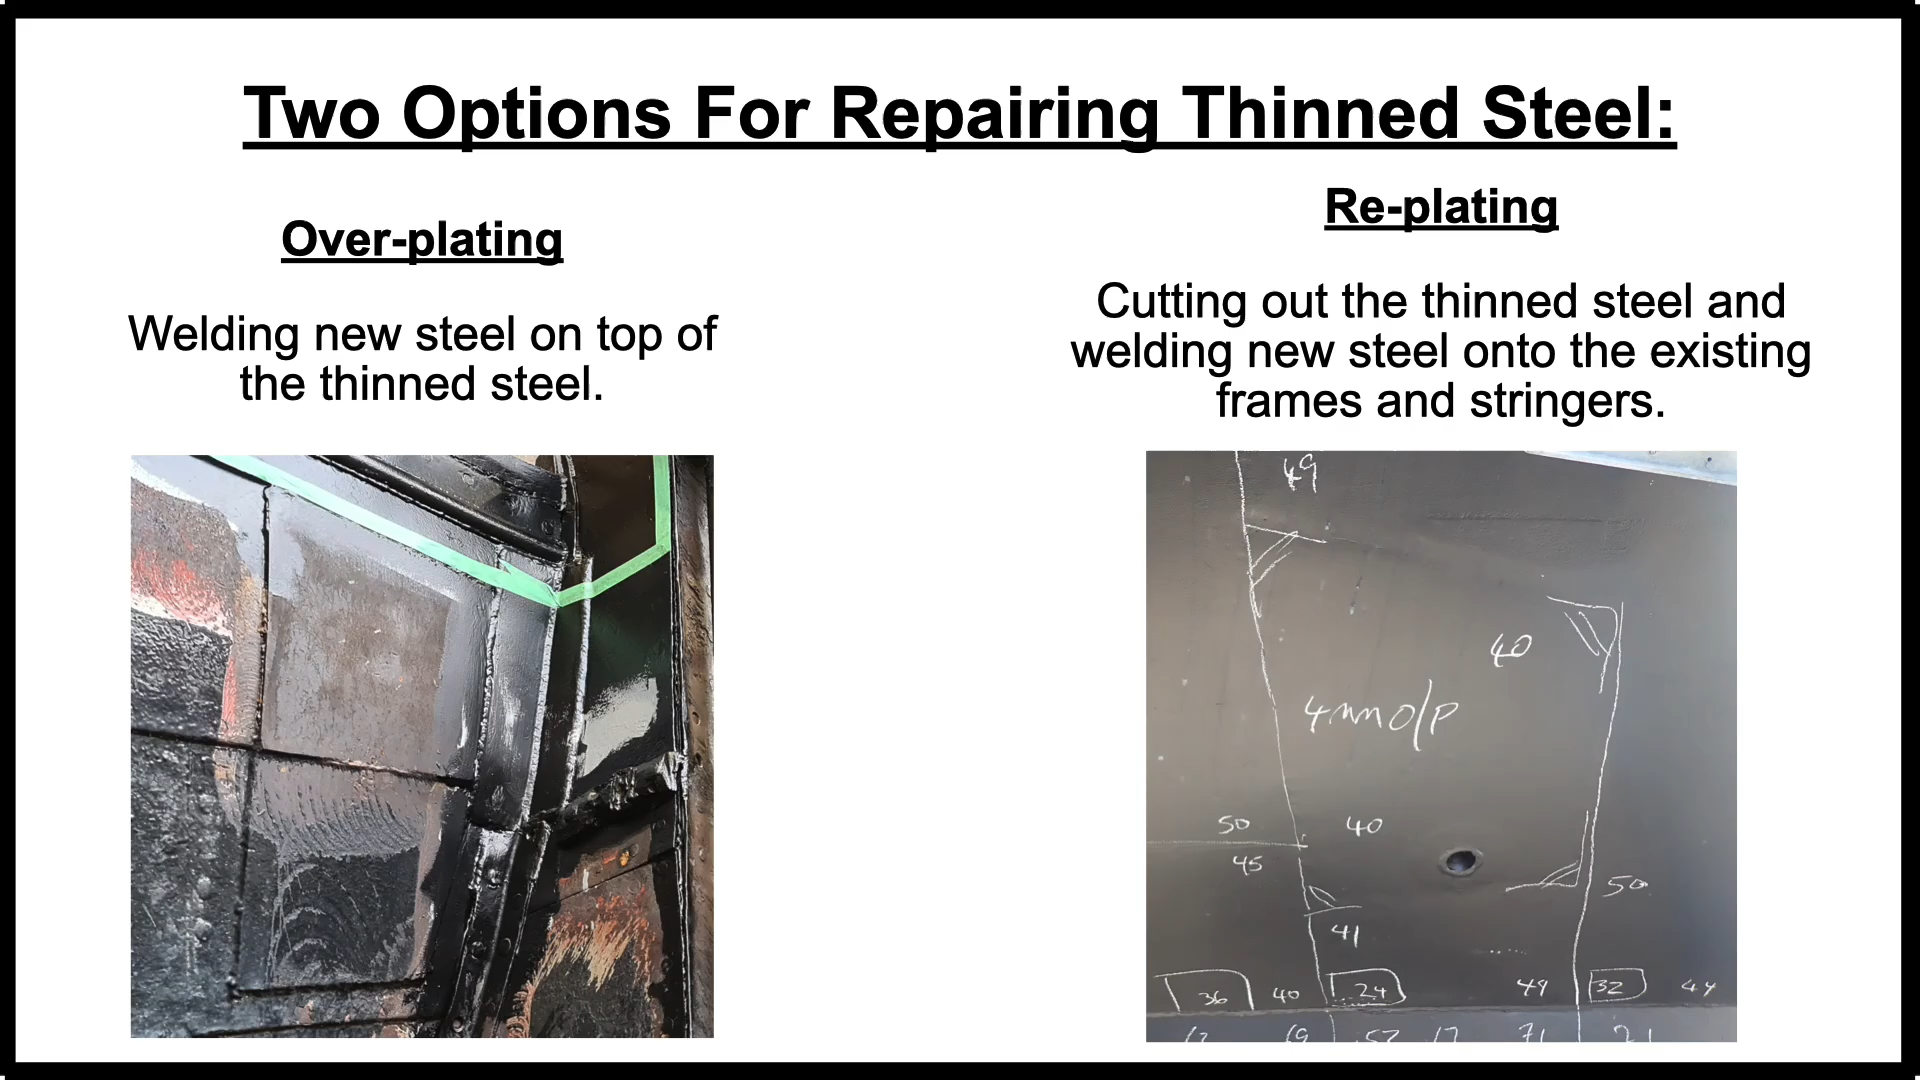 Two Options For Repairing Thinned Steel:
Over-plating
Welding new steel on top of
the thinned steel.
Re-plating
Cutting out the thinned steel and
welding new steel onto the existing
frames and stringers.
49
40
4mm O/P
50 40
45
50
41
36 40 24 49 32 44